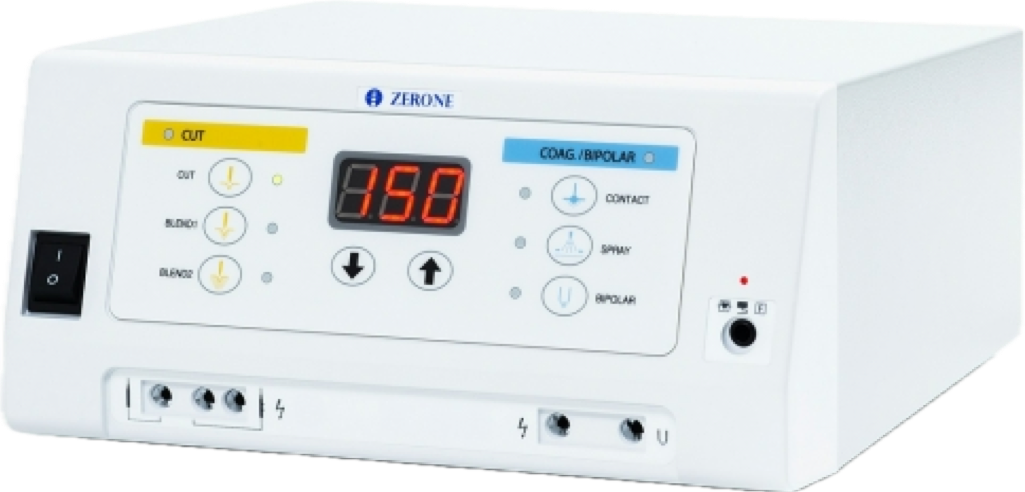 ZERONE
CUT
COAG. / BIPOLAR
CUT
150
CONTACT
BLEND1
SPRAY
BLEND2
BIPOLAR
I
O
F